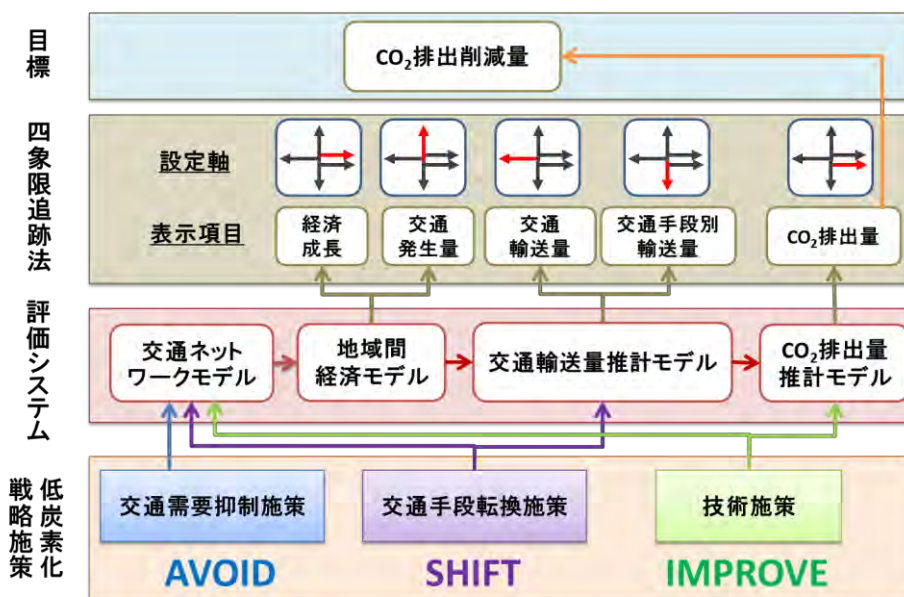 目標
CO₂排出削減量
四象限追跡法
設定軸
表示項目
経済
成長
交通
発生量
交通
輸送量
交通手段別
輸送量
CO₂排出量
評価システム
交通ネット
ワークモデル
地域間
経済モデル
交通輸送量推計モデル
CO₂排出量
推計モデル
低炭素化
戦略施策
交通需要抑制施策
交通手段転換施策
技術施策
AVOID
SHIFT
IMPROVE